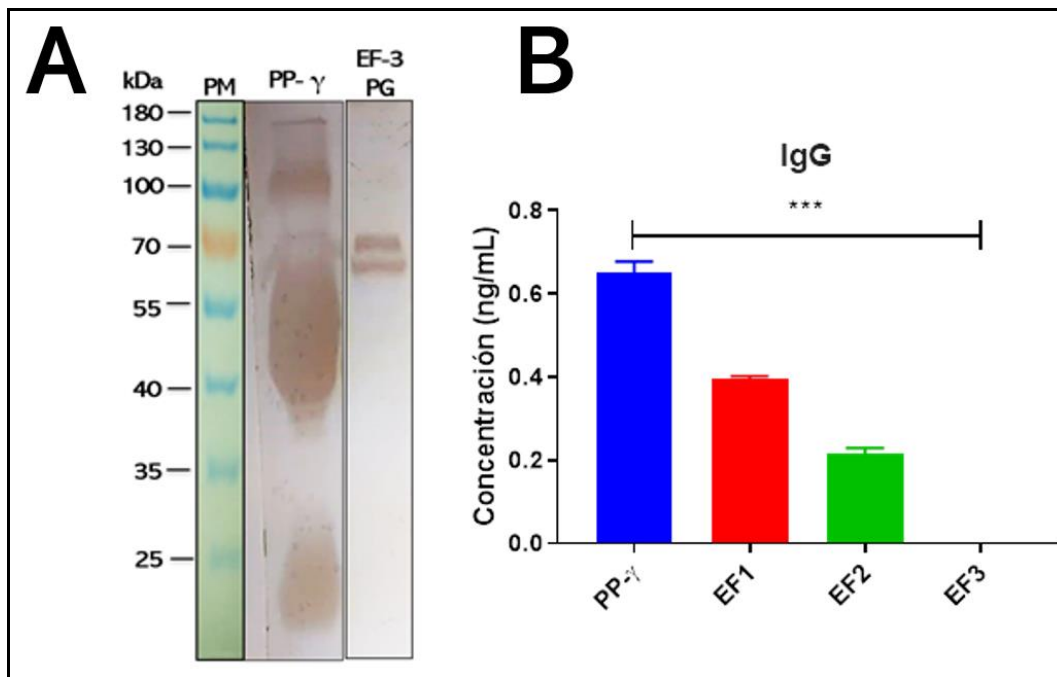 A
kDa
PM
PP- γ
EF-3
PG
180
130
100
70
55
40
35
25
B
IgG
***
Concentración (ng/mL)
0.8
0.6
0.4
0.2
0.0
PP-γ
EF1
EF2
EF3